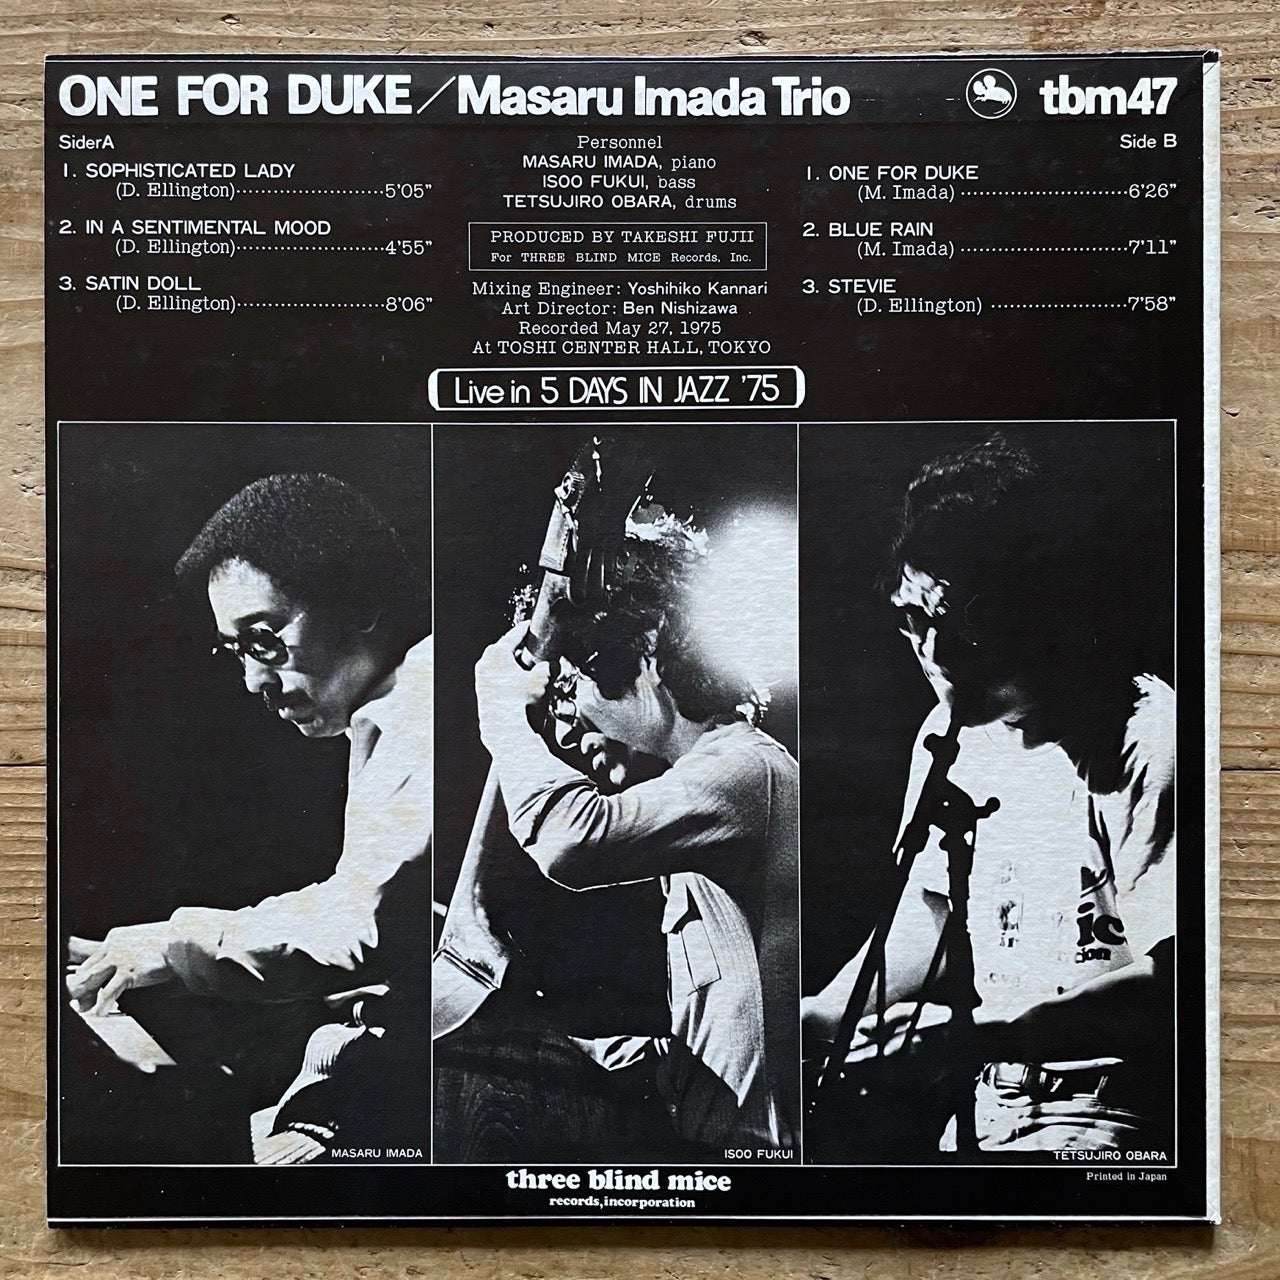 ONE FOR DUKE/Masaru Imada Trio
tbm47
SiderA
1. SOPHISTICATED LADY
(D. Ellington)......................5'05”
2. IN A SENTIMENTAL MOOD
(D. Ellington)......................4'55”
3. SATIN DOLL
(D. Ellington)......................8'06”
Personnel
MASARU IMADA, piano
ISOO FUKUI, bass
TETSUJIRO OBARA, drums
PRODUCED BY TAKESHI FUJII
For THREE BLIND MICE Records, Inc.
Mixing Engineer: Yoshihiko Kannari
Art Director: Ben Nishizawa
Recorded May 27, 1975
At TOSHI CENTER HALL, TOKYO
Live in 5 DAYS IN JAZZ '75
Side B
1. ONE FOR DUKE
(M. Imada) .........................6'26”
2. BLUE RAIN
(M. Imada) .........................7'11”
3. STEVIE
(D. Ellington) .....................7'58”
ic
MASARU IMADA
ISOO FUKUI
TETSUJIRO OBARA
three blind mice
records, incorporation
Printed in Japan